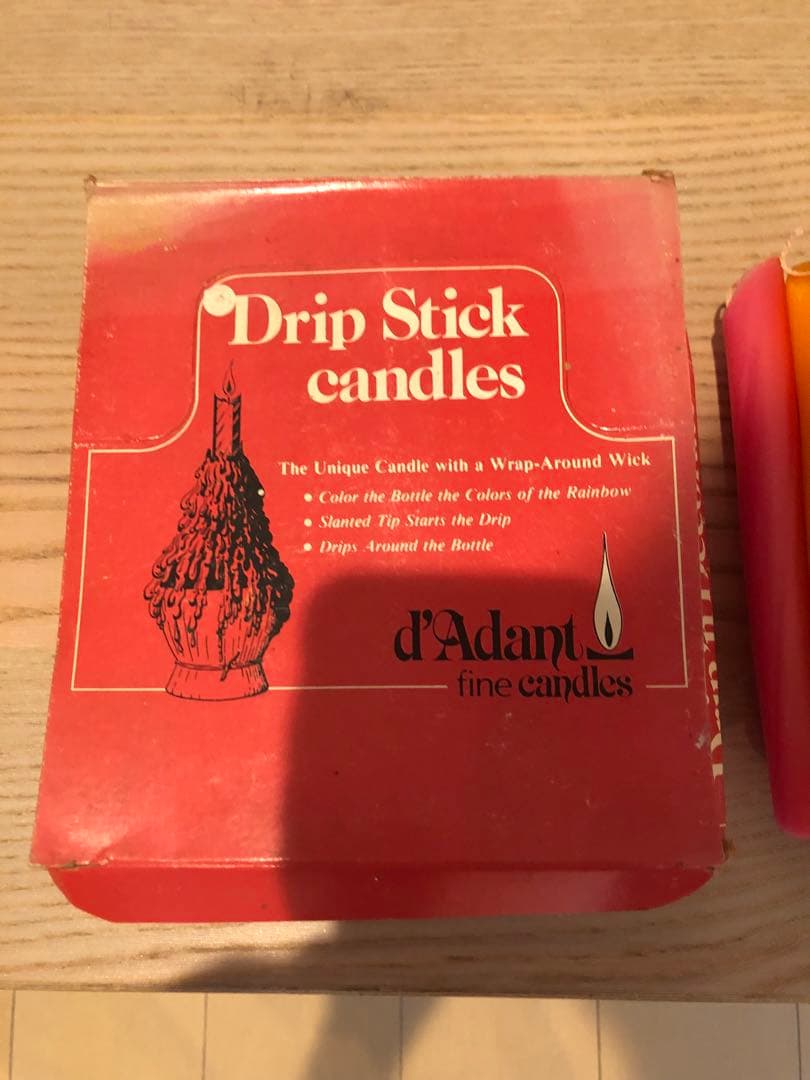 Drip Stick
candles
The Unique Candle with a Wrap-Around Wick
• Color the Bottle the Colors of the Rainbow
• Slanted Tip Starts the Drip
• Drips Around the Bottle
d'Adant
fine candles